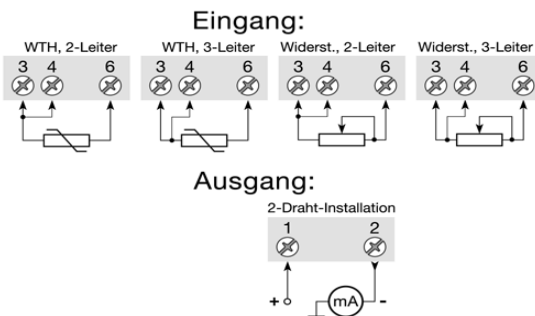 Eingang:
WTH, 2-Leiter WTH, 3-Leiter Widerst., 2-Leiter Widerst., 3-Leiter
3 4 6 3 4 6 3 4 6 3 4 6
Ausgang:
2-Draht-Installation
1 2
+ mA -